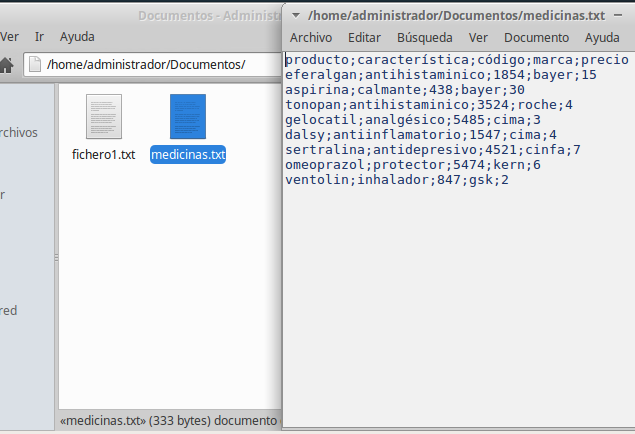 Documentos - Administ
Ver Ir Ayuda
/home/administrador/Documentos/
rchivos
r
red
fichero1.txt
medicinas.txt
«medicinas.txt» (333 bytes) documento
/home/administrador/Documentos/medicinas.txt
Archivo Editar Búsqueda Ver Documento Ayuda
producto;característica;código;marca;precio
eferalgan;antihistaminico;1854;bayer;15
aspirina;calmante;438;bayer;30
tonopan;antihistaminico;3524;roche;4
gelocatil;analgésico;5485;cima;3
dalsy;antiinflamatorio;1547;cima;4
sertralina;antidepresivo;4521;cinfa;7
omeoprazol;protector;5474;kern;6
ventolin;inhalador;847;gsk;2